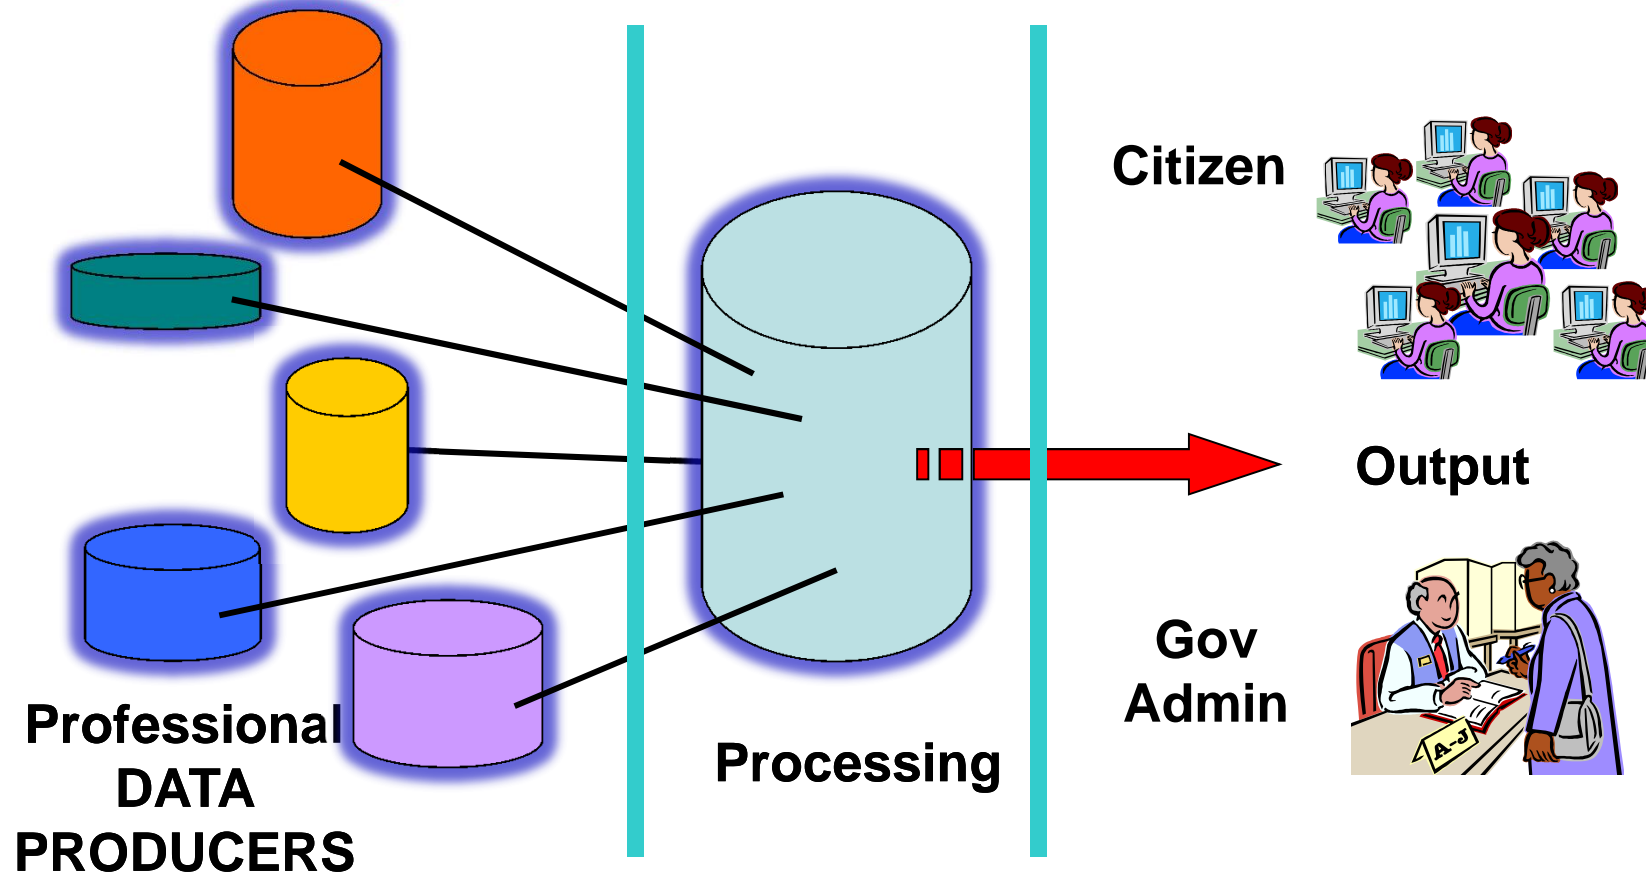 Professional
DATA
PRODUCERS
Processing
Citizen
Output
Gov
Admin
A-J